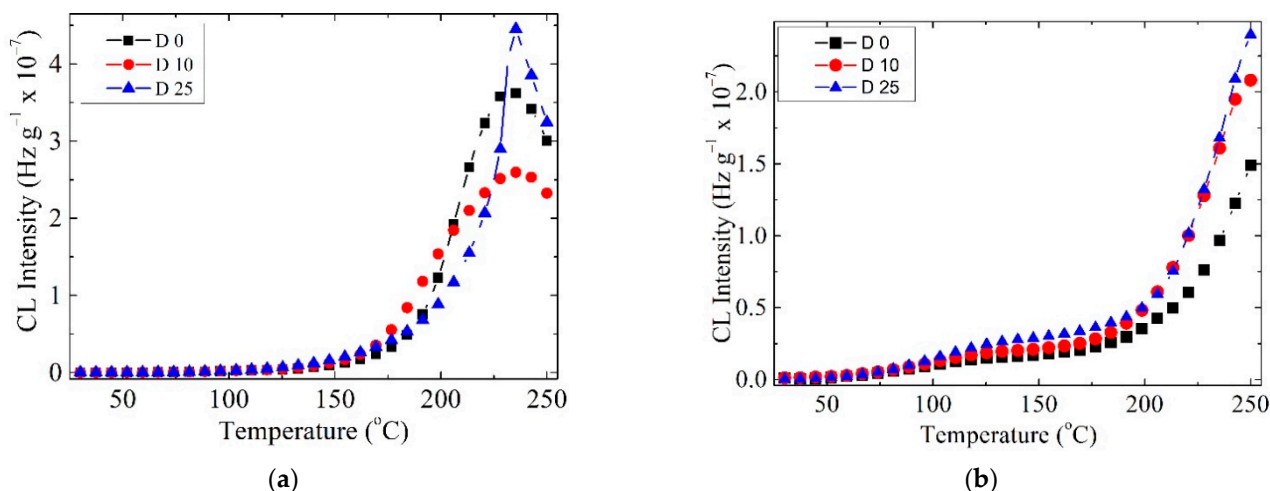 D 0
D 10
D 25
CL Intensity (Hz g⁻¹ x 10⁻⁷)
4
3
2
1
0
50 100 150 200 250
Temperature (°C)
(a)
D 0
D 10
D 25
CL Intensity (Hz g⁻¹ x 10⁻⁷)
2.0
1.5
1.0
0.5
0.0
50 100 150 200 250
Temperature (°C)
(b)